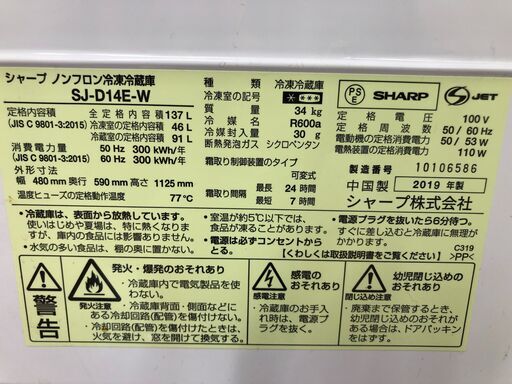 シャープ ノンフロン冷凍冷蔵庫
SJ-D14E-W
定格内容積 全 定 格 内 容 積 137 L
(JIS C 9801-3:2015) 冷凍室の定格内容積 46 L
冷蔵室の定格内容積 91 L
消費電力量 50 Hz 300 kWh/年
(JIS C 9801-3:2015) 60 Hz 300 kWh/年
外形寸法
幅 480 mm 奥行 590 mm 高さ 1125 mm
温度ヒューズの定格動作温度 77℃
種類 冷凍冷蔵庫
冷凍室の記号 ****
質量 34 kg
冷媒 R600a
冷媒封入量 30 g
断熱発泡ガス シクロペンタン
霜取り制御装置のタイプ
可変式
霜取り間隔 最長 24 時間
最短 7 時間
PSE SHARP S JET
定格電圧 100 V
定格周波数 50 / 60 Hz
電動機の定格消費電力 50 / 53 W
電熱装置の定格消費電力 110 W
製造番号 10106586
中国製 2019 年製
シャープ株式会社
・冷蔵庫は、表面から放熱しています。
使いはじめや夏場は、特に熱くなります
が、庫内の食品に影響ありません。
・水気の多い食品は、凍ることがあります。
・室温が約5℃以下では、
食品が凍ることがあります。
・電源は必ずコンセントから
とる。
・電源プラグを抜いたら6分待つ。
すぐに差し込むと冷蔵庫に無理が
かかります。
【くわしくは取扱説明書をご覧ください】
C319
>PP<
警告
発火・爆発のおそれあり
発火注意
・冷蔵庫内で電気製品を使
わない。
・冷蔵庫背面・側面などに
ある冷却回路(配管)を傷付けない。
・冷却回路(配管)を傷付けたときは、
火気を避け、窓を開けて換気する。
感電の
おそれあり
感電注意
・冷蔵庫のお手入
れ時は、電源プ
ラグを抜く。
幼児閉じ込めの
おそれあり
閉じ込め注意
・廃棄まで保管するとき、
幼児閉じ込めのおそれが
ある場合は、ドアパッキン
をはずす。